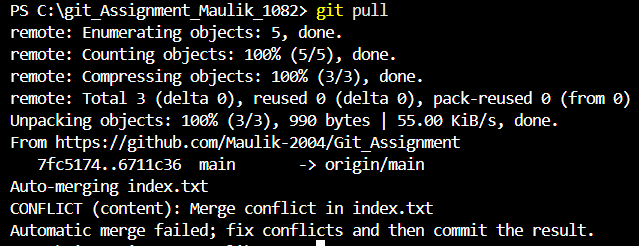 PS C:\git_Assignment_Maulik_1082> git pull
remote: Enumerating objects: 5, done.
remote: Counting objects: 100% (5/5), done.
remote: Compressing objects: 100% (3/3), done.
remote: Total 3 (delta 0), reused 0 (delta 0), pack-reused 0 (from 0)
Unpacking objects: 100% (3/3), 990 bytes | 55.00 KiB/s, done.
From https://github.com/Maulik-2004/Git_Assignment
   7fc5174..6711c36  main       -> origin/main
Auto-merging index.txt
CONFLICT (content): Merge conflict in index.txt
Automatic merge failed; fix conflicts and then commit the result.